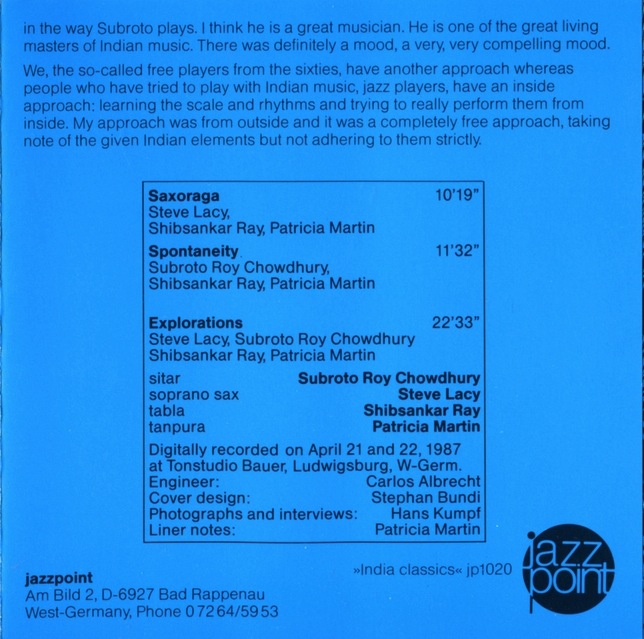 in the way Subroto plays. I think he is a great musician. He is one of the great living
masters of Indian music. There was definitely a mood, a very, very compelling mood.
We, the so-called free players from the sixties, have another approach whereas
people who have tried to play with Indian music, jazz players, have an inside
approach: learning the scale and rhythms and trying to really perform them from
inside. My approach was from outside and it was a completely free approach, taking
note of the given Indian elements but not adhering to them strictly.
Saxoraga 10'19"
Steve Lacy,
Shibsankar Ray, Patricia Martin
Spontaneity 11'32"
Subroto Roy Chowdhury,
Shibsankar Ray, Patricia Martin
Explorations 22'33"
Steve Lacy, Subroto Roy Chowdhury
Shibsankar Ray, Patricia Martin
sitar Subroto Roy Chowdhury
soprano sax Steve Lacy
tabla Shibsankar Ray
tanpura Patricia Martin
Digitally recorded on April 21 and 22, 1987
at Tonstudio Bauer, Ludwigsburg, W-Germ.
Engineer: Carlos Albrecht
Cover design: Stephan Bundi
Photographs and interviews: Hans Kumpf
Liner notes: Patricia Martin
»India classics« jp1020
jazz
point
jazzpoint
Am Bild 2, D-6927 Bad Rappenau
West-Germany, Phone 0 72 64/59 53